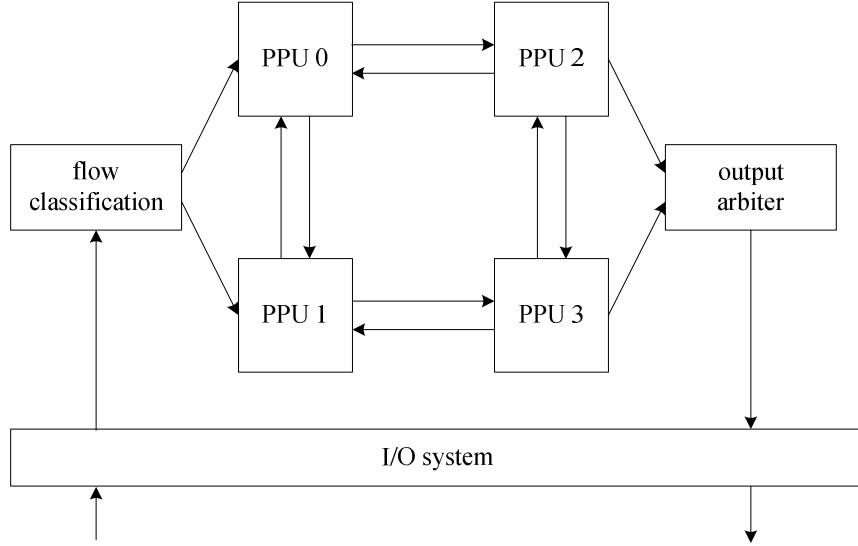 PPU 0
PPU 2
flow
classification
output
arbiter
PPU 1
PPU 3
I/O system